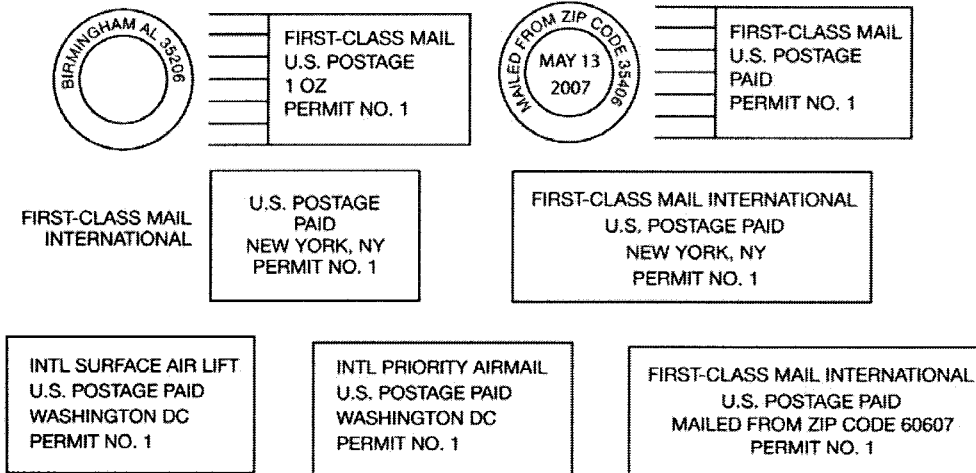 BIRMINGHAM AL 35206
FIRST-CLASS MAIL
U.S. POSTAGE
1 OZ
PERMIT NO. 1
MAILED FROM ZIP CODE 35406
MAY 13
2007
FIRST-CLASS MAIL
U.S. POSTAGE
PAID
PERMIT NO. 1
FIRST-CLASS MAIL
INTERNATIONAL
U.S. POSTAGE
PAID
NEW YORK, NY
PERMIT NO. 1
FIRST-CLASS MAIL INTERNATIONAL
U.S. POSTAGE PAID
NEW YORK, NY
PERMIT NO. 1
INTL SURFACE AIR LIFT
U.S. POSTAGE PAID
WASHINGTON DC
PERMIT NO. 1
INTL PRIORITY AIRMAIL
U.S. POSTAGE PAID
WASHINGTON DC
PERMIT NO. 1
FIRST-CLASS MAIL INTERNATIONAL
U.S. POSTAGE PAID
MAILED FROM ZIP CODE 60607
PERMIT NO. 1